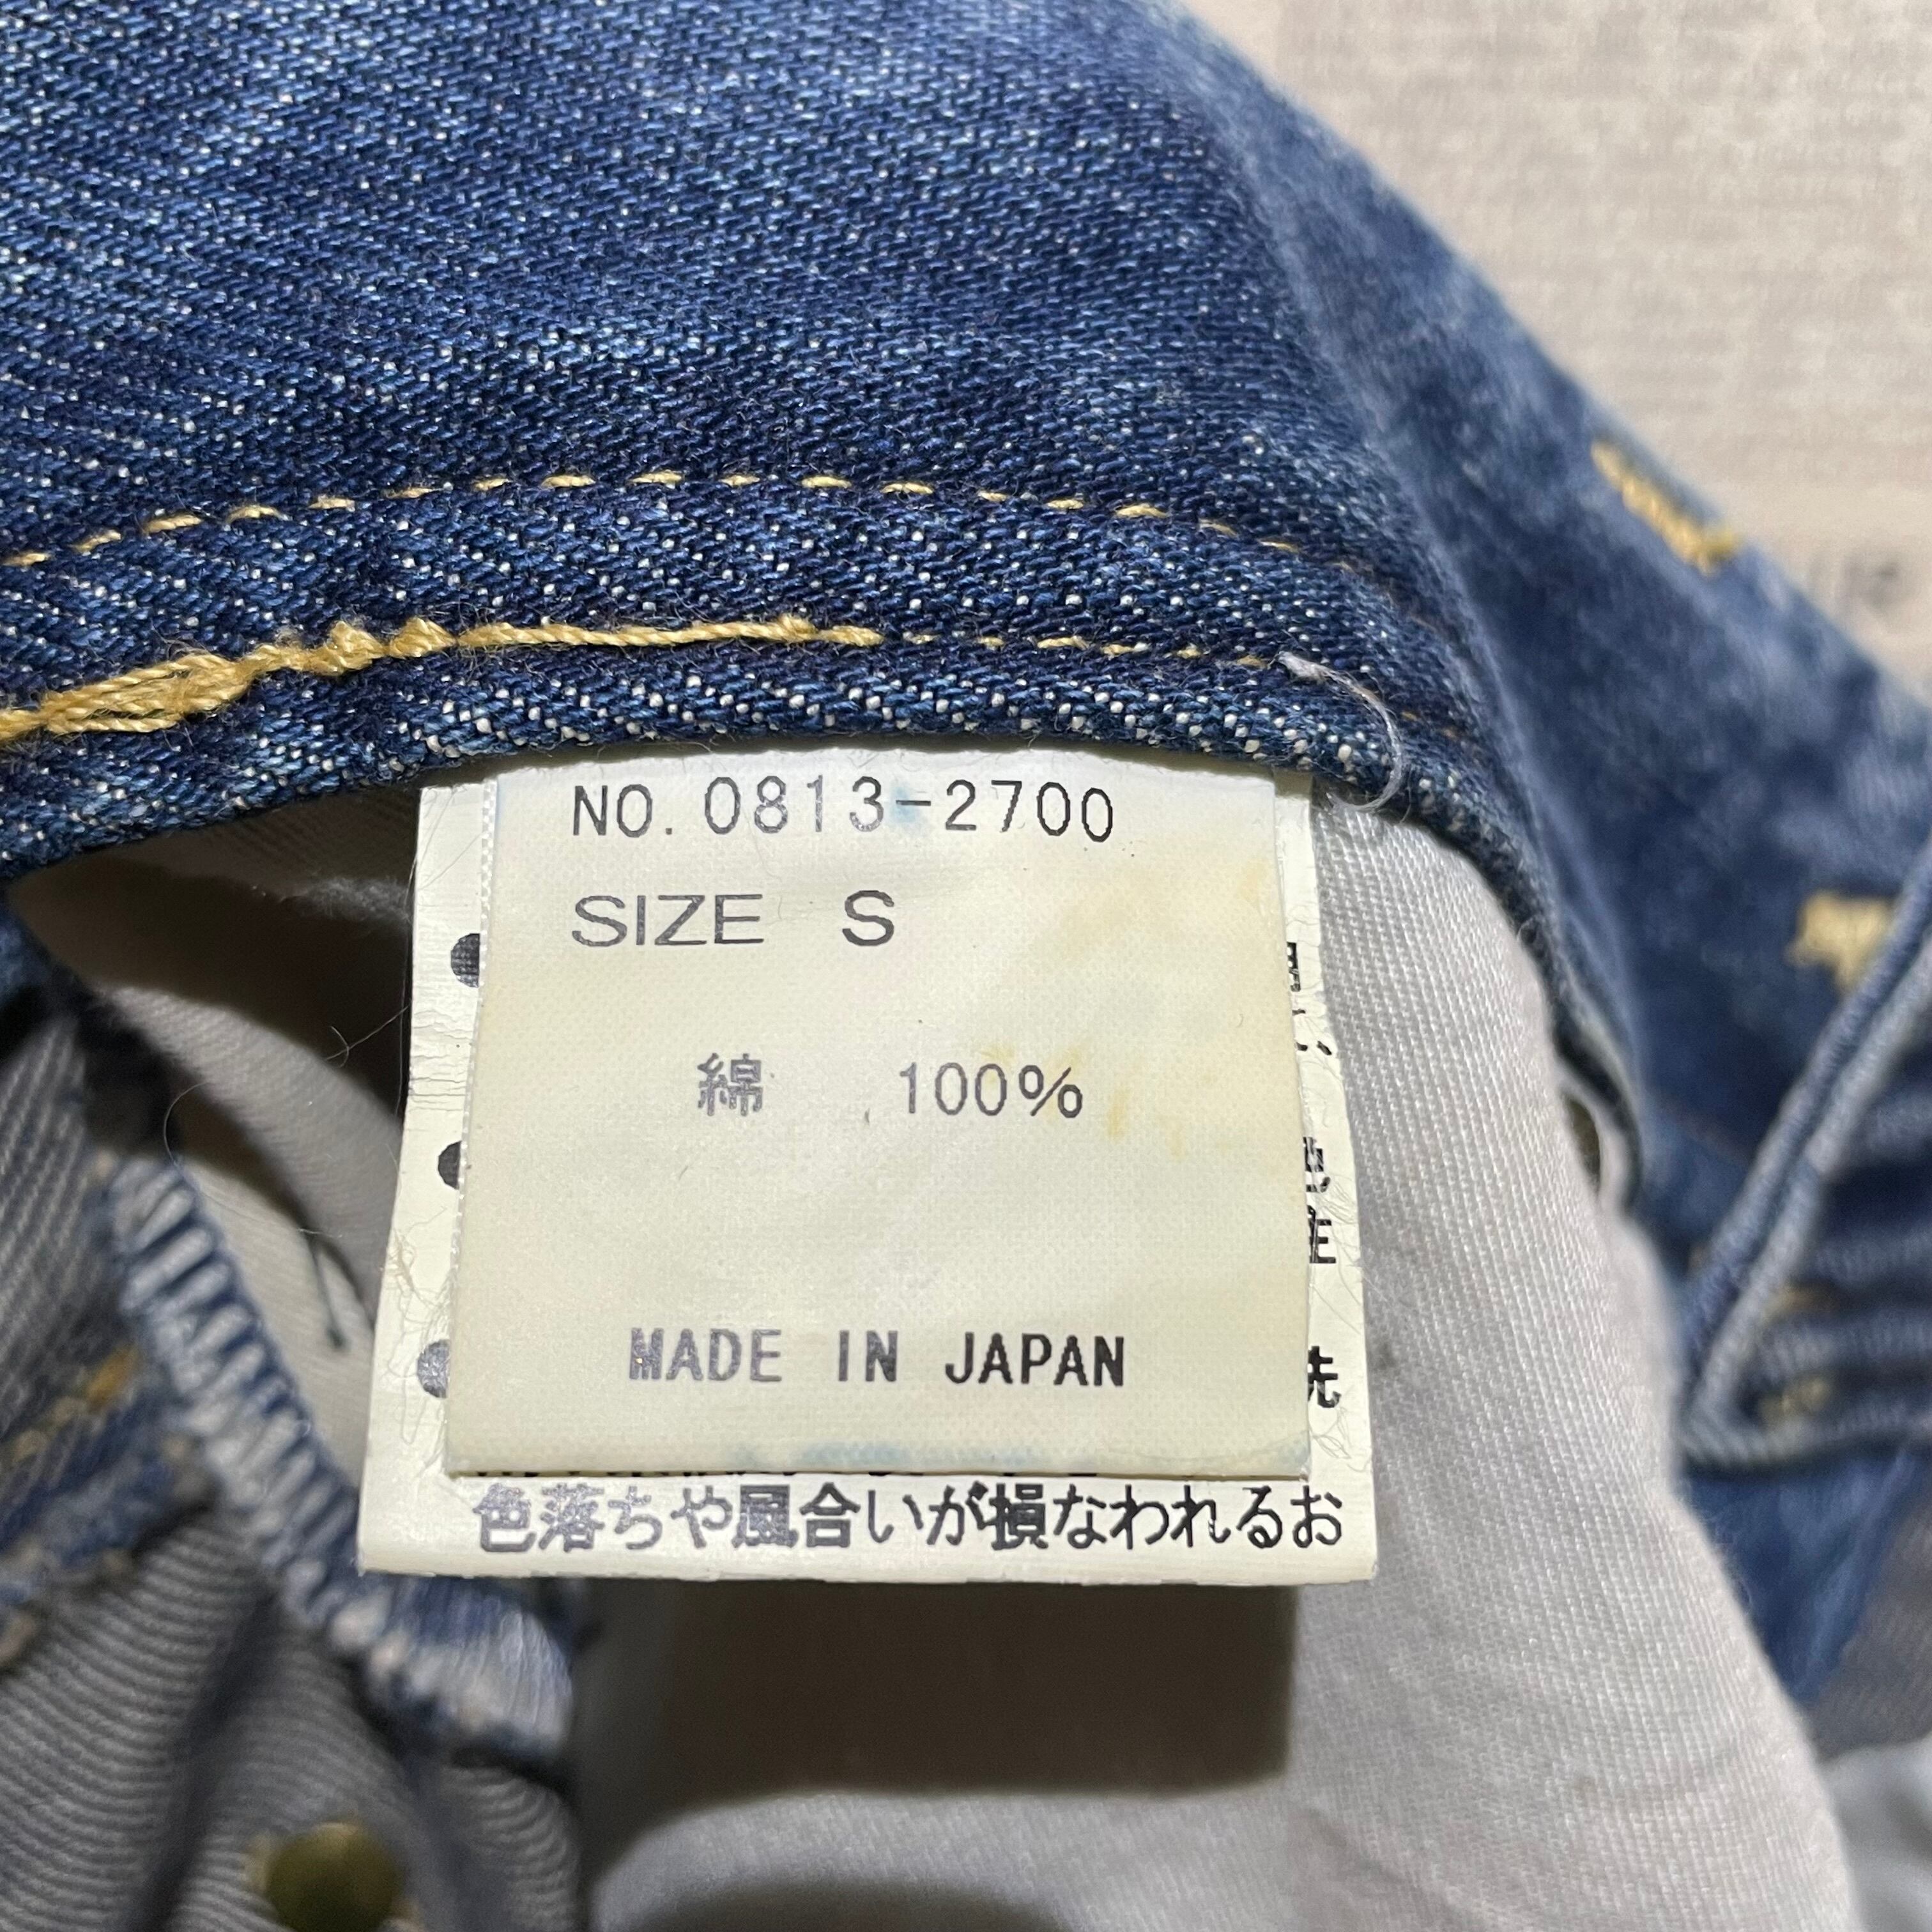 NO. 0813-2700
SIZE S
綿 100%
MADE IN JAPAN
色落ちや風合いが損なわれるお